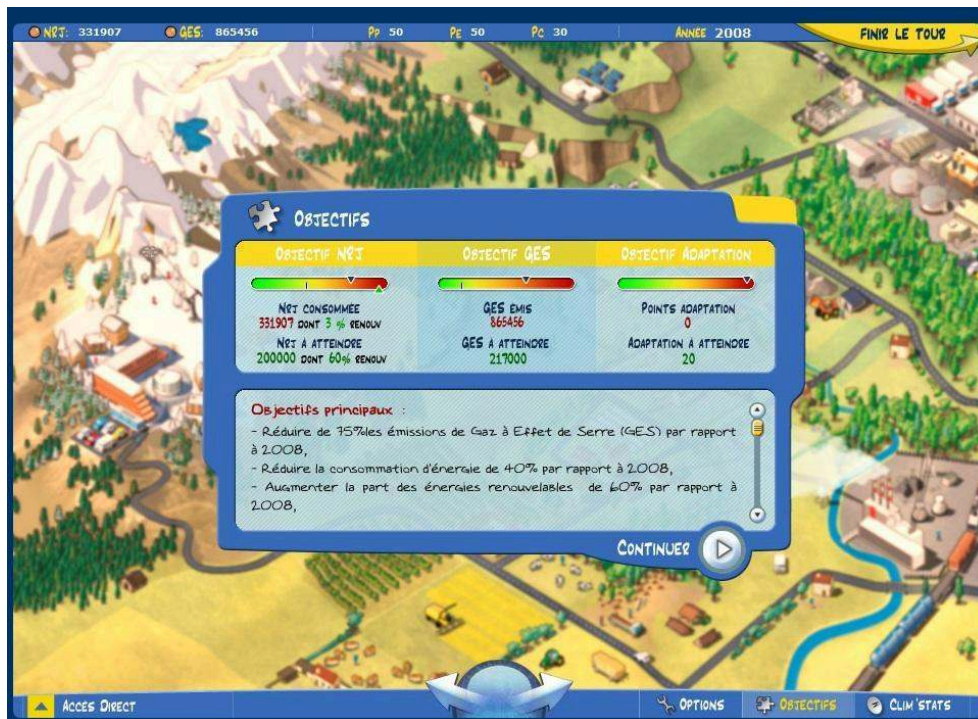 NRJ: 331907 GES: 865456 PP 50 PE 50 PC 30 ANNÉE 2008 FINIR LE TOUR
OBJECTIFS
OBJECTIF NRJ OBJECTIF GES OBJECTIF ADAPTATION
NRJ CONSOMMÉE GES EMIS POINTS ADAPTATION
331907 DONT 3 % RENOUV 865456 0
NRJ À ATTEINDRE GES À ATTEINDRE ADAPTATION À ATTEINDRE
200000 DONT 60% RENOUV 217000 20
Objectifs principaux :
- Réduire de 75%les émissions de Gaz à Effet de Serre (GES) par rapport
à 2008,
- Réduire la consommation d'énergie de 40% par rapport à 2008,
- Augmenter la part des énergies renouvelables de 60% par rapport à
2008,
CONTINUER
ACCES DIRECT OPTIONS OBJECTIFS CLIM'STATS